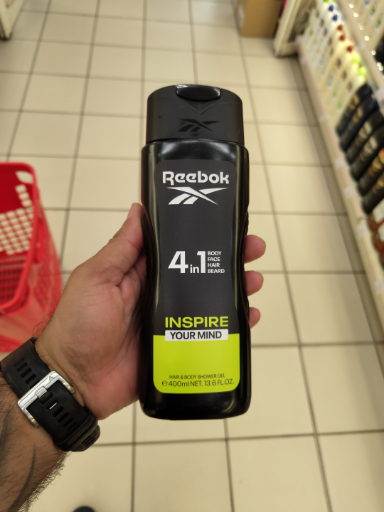 Reebok
4in1
BODY
FACE
HAIR
BEARD
INSPIRE
YOUR MIND
HAIR & BODY SHOWER GEL
℮400ml NET. 13.6 FL.OZ.